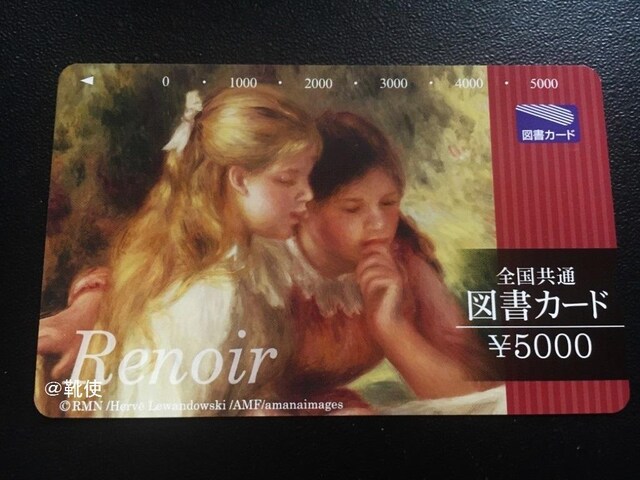 ◀ 0 · 1000 · 2000 · 3000 · 4000 · 5000
図書カード
全国共通
図書カード
¥5000
Renoir
@靴使
©RMN /Hervé Lewandowski /AMF/amanaimages